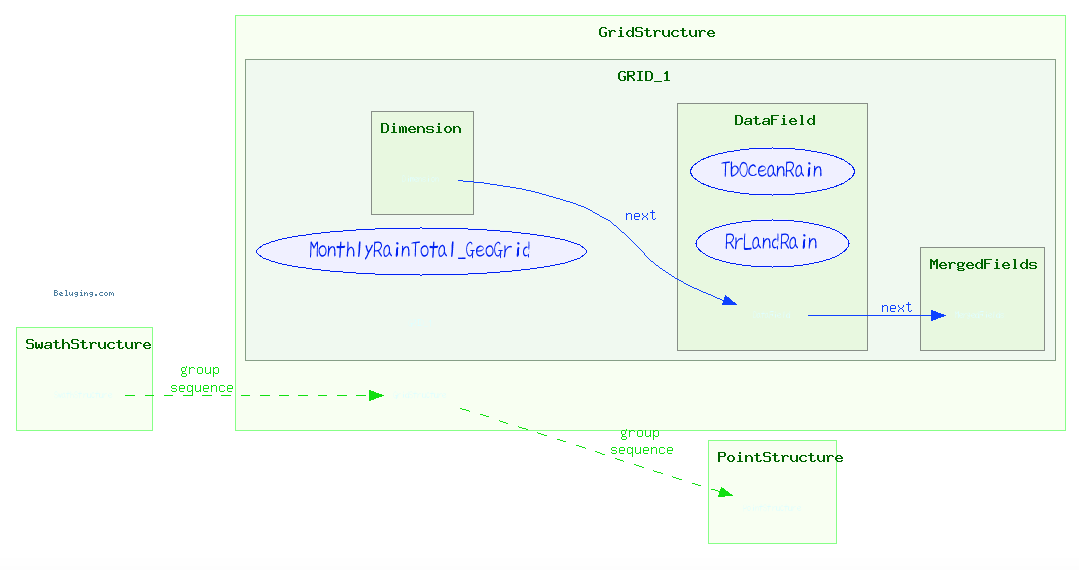 GridStructure
GRID_1
Dimension
DataField
TbOceanRain
next
RrLandRain
MonthlyRainTotal_GeoGrid
MergedFields
Beluging.com
next
SwathStructure
group
sequence
group
sequence
PointStructure